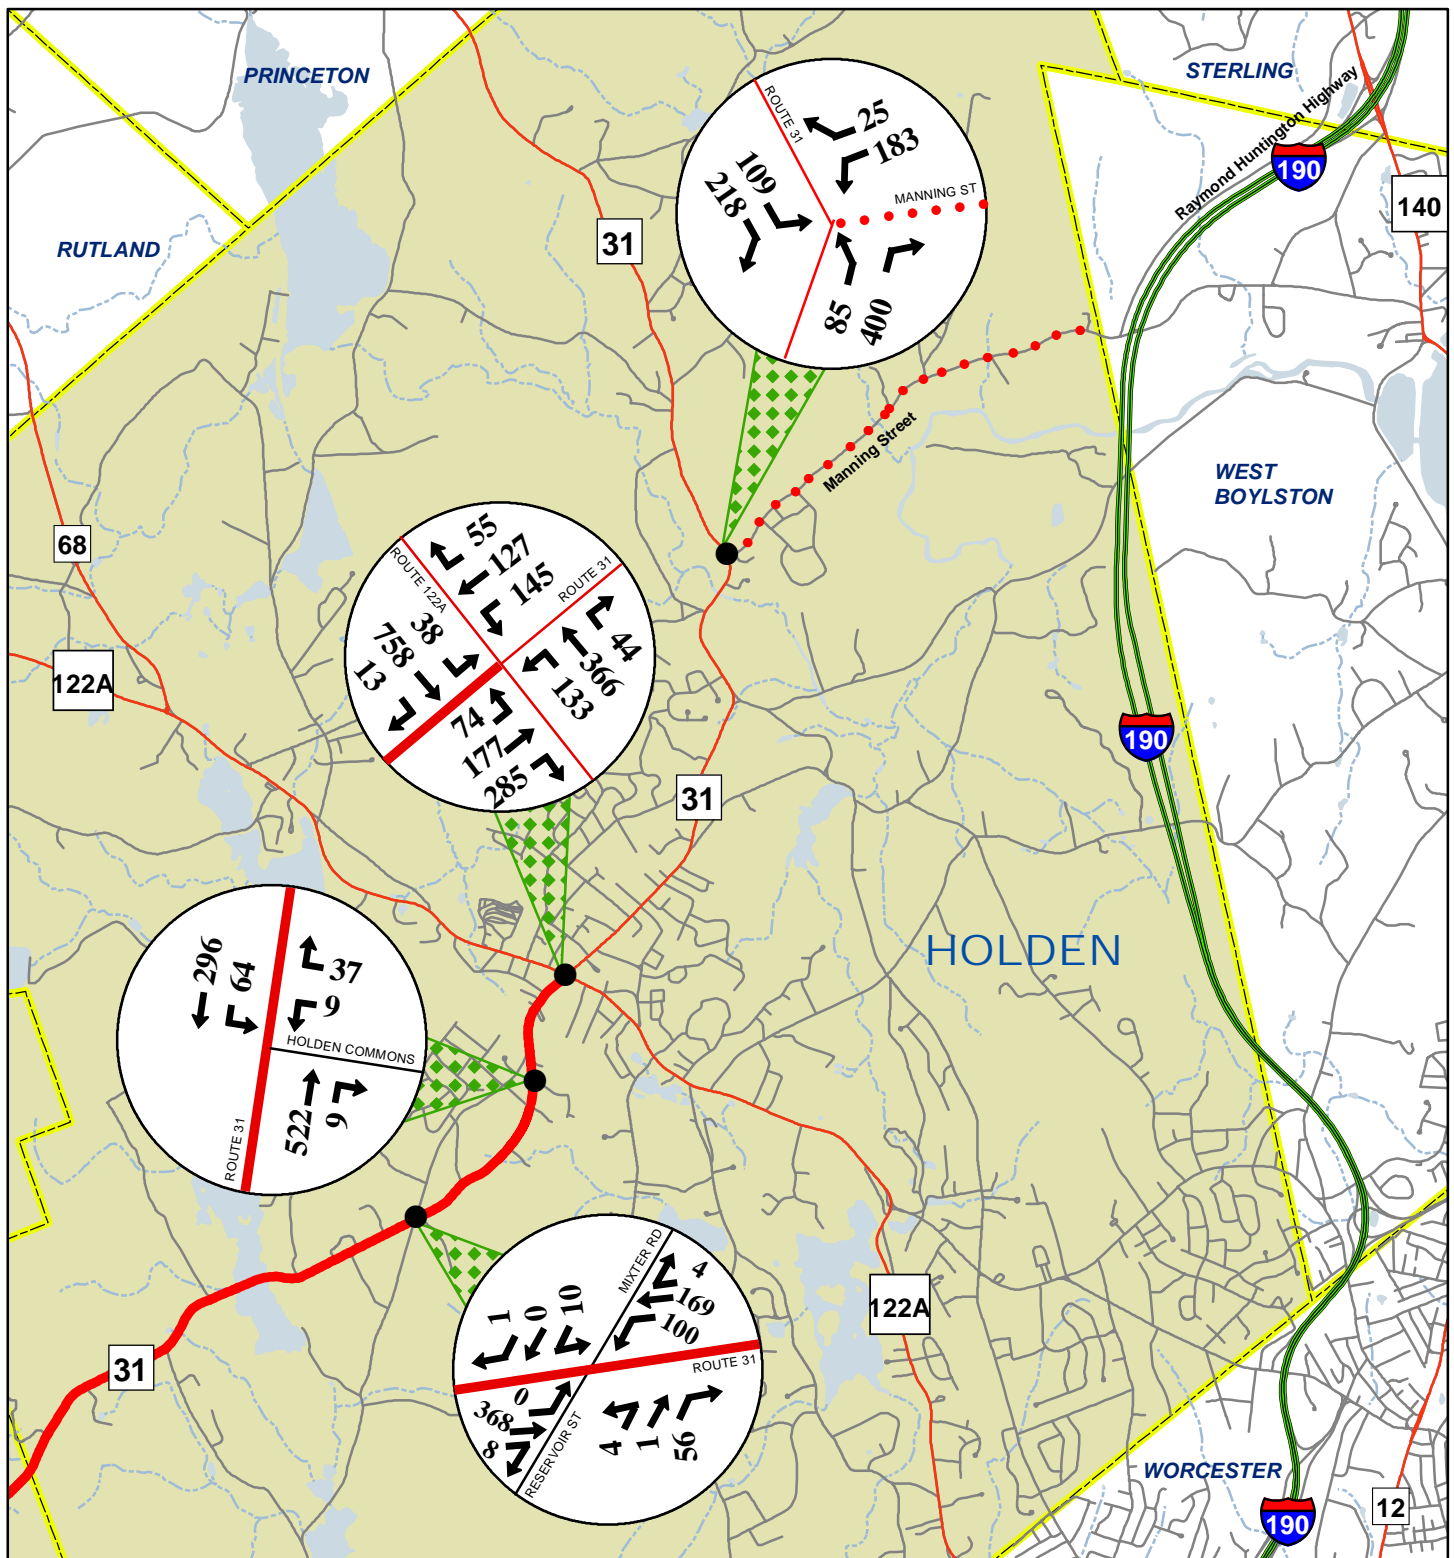 PRINCETON
STERLING
Raymond Huntington Highway
190
140
RUTLAND
31
ROUTE 31
25
183
109
218
MANNING ST
85
400
Manning Street
WEST
BOYLSTON
68
122A
55
127
145
ROUTE 122A
ROUTE 31
38
758
13
44
366
133
74
177
285
190
31
HOLDEN
296
64
37
9
HOLDEN COMMONS
522
9
ROUTE 31
MIXTER RD
4
169
100
1
0
10
ROUTE 31
0
368
8
RESERVOIR ST
4
1
56
122A
31
WORCESTER
190
12